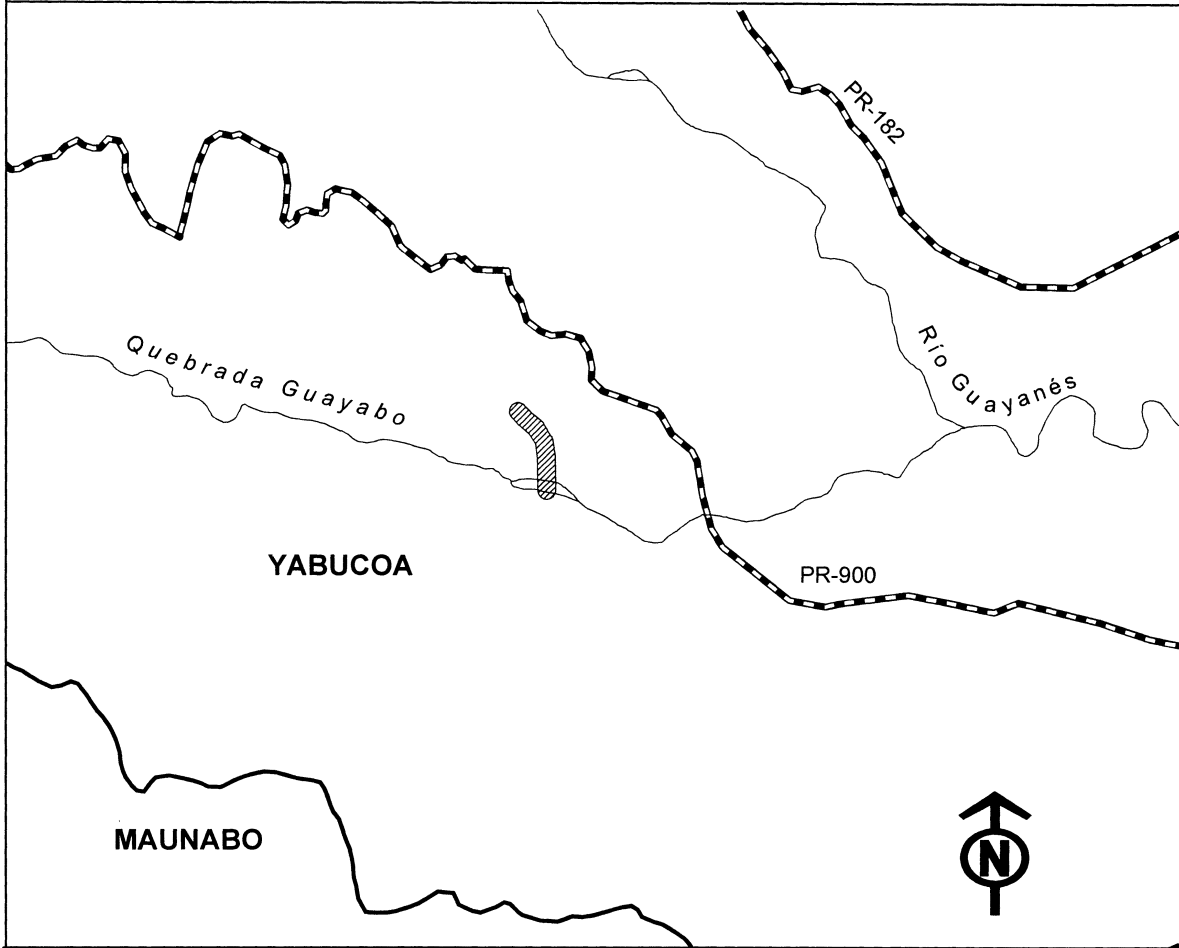 PR-182
Quebrada Guayabo
Río Guayanés
YABUCOA
PR-900
MAUNABO
N